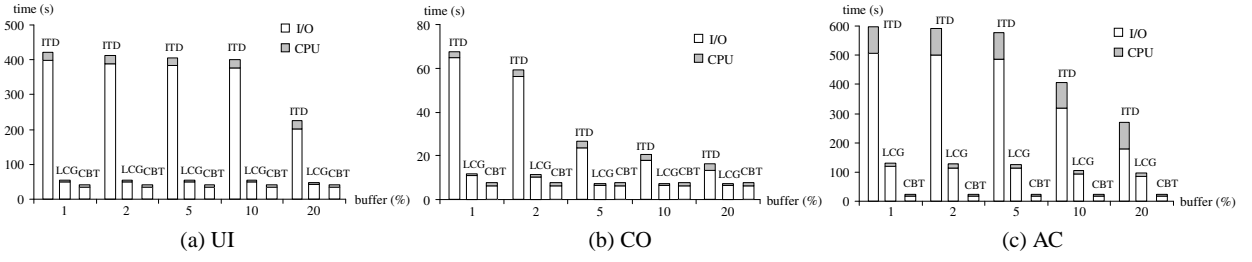 time (s)
500
400
300
200
100
0
ITD
ITD
ITD
ITD
ITD
LCG CBT
LCG CBT
LCG CBT
LCG CBT
LCG CBT
I/O
CPU
1 2 5 10 20
buffer (%)
(a) UI
time (s)
80
60
40
20
0
ITD
ITD
ITD
ITD
ITD
LCG CBT
LCG CBT
LCG CBT
LCG CBT
LCG CBT
I/O
CPU
1 2 5 10 20
buffer (%)
(b) CO
time (s)
600
500
400
300
200
100
0
ITD
ITD
ITD
ITD
ITD
LCG
LCG
LCG
LCG
LCG
CBT
CBT
CBT
CBT
CBT
I/O
CPU
1 2 5 10 20
buffer (%)
(c) AC